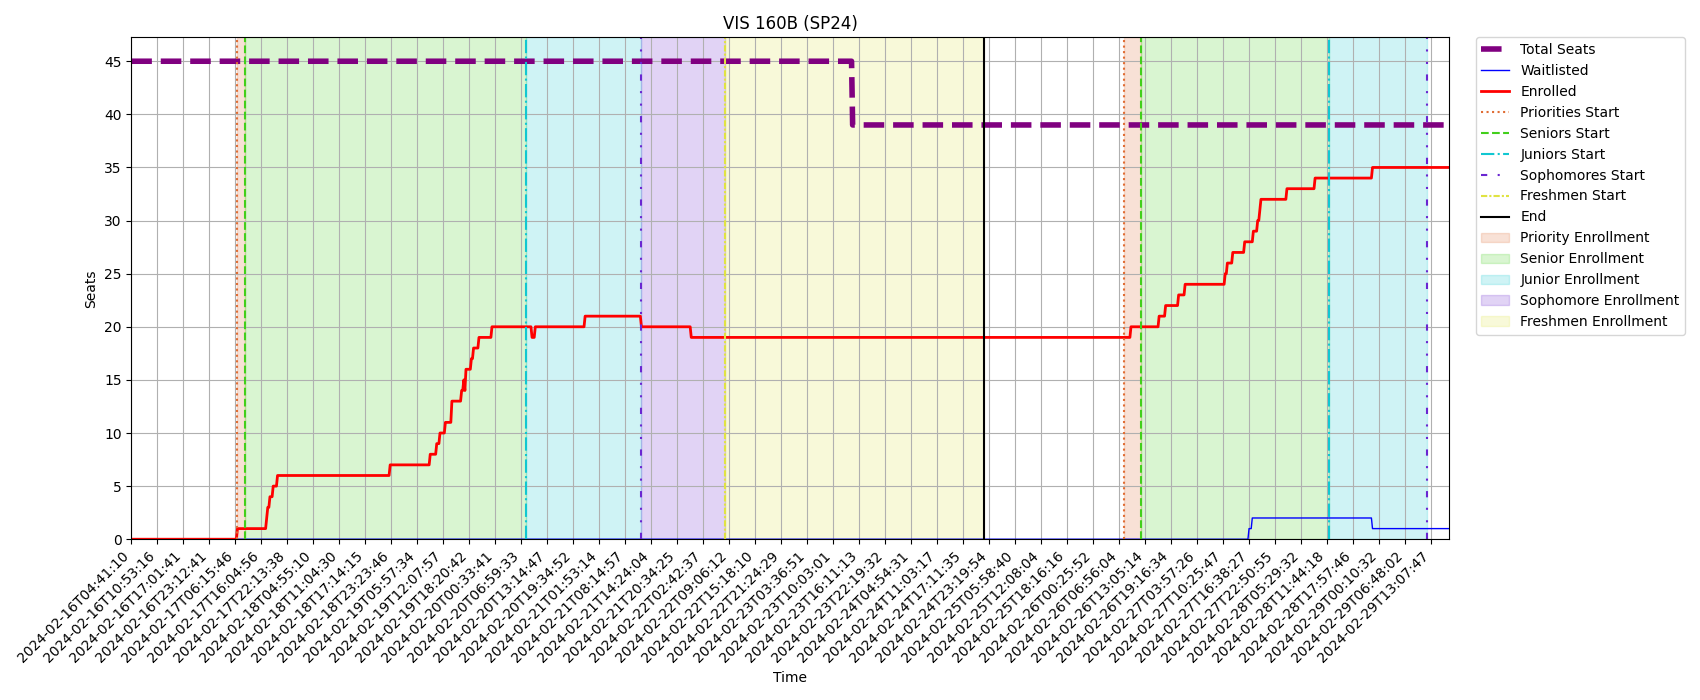 VIS 160B (SP24)
Seats
45
40
35
30
25
20
15
10
5
0
2024-02-16T04:41:10
2024-02-16T10:53:16
2024-02-16T17:01:41
2024-02-16T23:12:41
2024-02-17T06:15:46
2024-02-17T16:04:56
2024-02-17T22:13:38
2024-02-18T04:55:10
2024-02-18T11:04:30
2024-02-18T17:14:15
2024-02-18T23:23:46
2024-02-19T05:57:34
2024-02-19T12:07:57
2024-02-19T18:20:42
2024-02-20T00:33:41
2024-02-20T06:59:33
2024-02-20T13:14:47
2024-02-20T19:34:52
2024-02-21T01:53:14
2024-02-21T08:14:57
2024-02-21T14:24:04
2024-02-21T20:34:25
2024-02-22T02:42:37
2024-02-22T09:06:12
2024-02-22T15:18:10
2024-02-22T21:24:29
2024-02-23T03:36:51
2024-02-23T10:03:01
2024-02-23T16:11:13
2024-02-23T22:19:32
2024-02-24T04:54:31
2024-02-24T11:03:17
2024-02-24T17:11:35
2024-02-24T23:19:54
2024-02-25T05:58:40
2024-02-25T12:08:04
2024-02-25T18:16:16
2024-02-26T00:25:52
2024-02-26T06:56:04
2024-02-26T13:05:14
2024-02-26T19:16:34
2024-02-27T03:57:26
2024-02-27T10:25:47
2024-02-27T16:38:27
2024-02-27T22:50:55
2024-02-28T05:29:32
2024-02-28T11:44:18
2024-02-28T17:57:46
2024-02-29T00:10:32
2024-02-29T06:48:02
2024-02-29T13:07:47
Time
Total Seats
Waitlisted
Enrolled
Priorities Start
Seniors Start
Juniors Start
Sophomores Start
Freshmen Start
End
Priority Enrollment
Senior Enrollment
Junior Enrollment
Sophomore Enrollment
Freshmen Enrollment